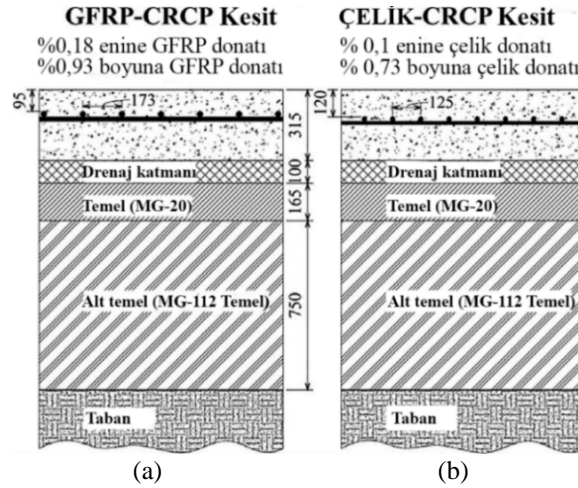 GFRP-CRCP Kesit
%0,18 enine GFRP donatı
%0,93 boyuna GFRP donatı
95
173
315
Drenaj katmanı
100
Temel (MG-20)
165
Alt temel (MG-112 Temel)
750
Taban
(a)
ÇELİK-CRCP Kesit
% 0,1 enine çelik donatı
% 0,73 boyuna çelik donatı
120
125
Drenaj katmanı
Temel (MG-20)
Alt temel (MG-112 Temel)
Taban
(b)